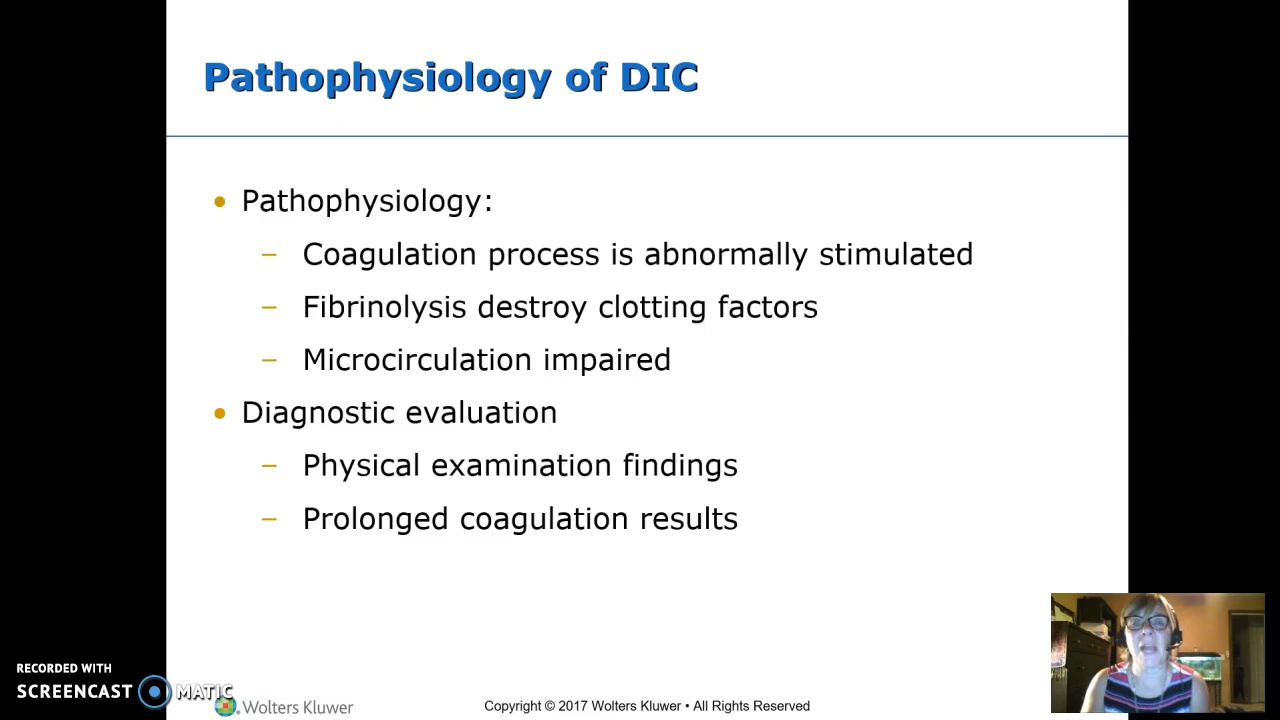 Pathophysiology of DIC
• Pathophysiology:
– Coagulation process is abnormally stimulated
– Fibrinolysis destroy clotting factors
– Microcirculation impaired
• Diagnostic evaluation
– Physical examination findings
– Prolonged coagulation results
RECORDED WITH
SCREENCAST MATIC
Wolters Kluwer
Copyright © 2017 Wolters Kluwer • All Rights Reserved